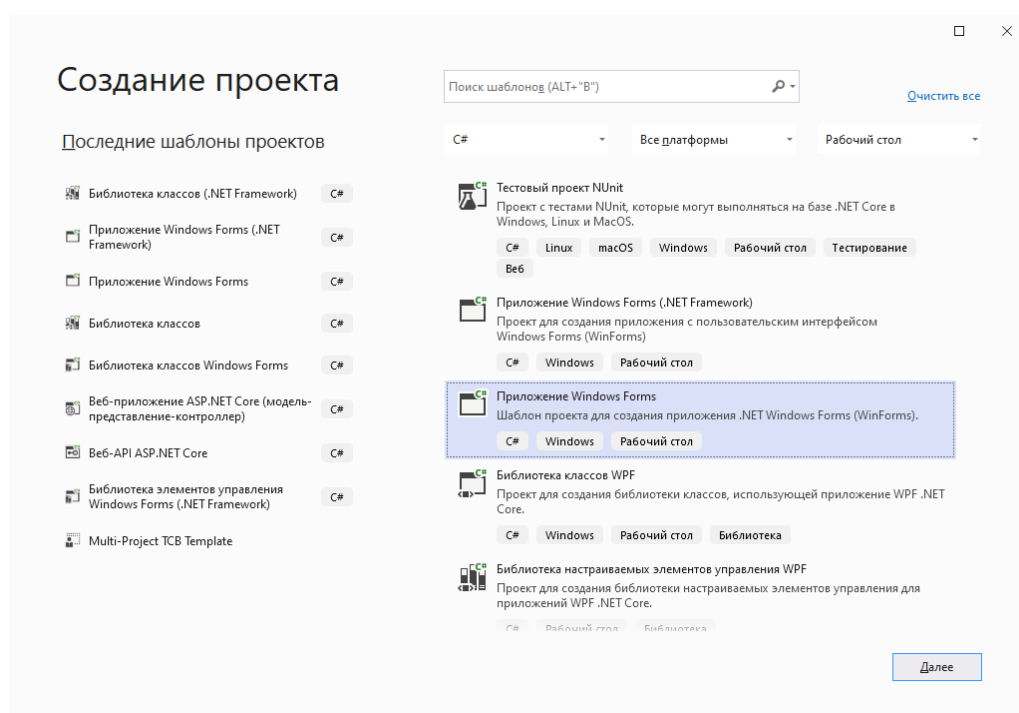 Создание проекта
Поиск шаблонов (ALT+"В")
Очистить все
Последние шаблоны проектов
C#
Все платформы
Рабочий стол
Библиотека классов (.NET Framework)
C#
Приложение Windows Forms (.NET
Framework)
C#
Приложение Windows Forms
C#
Библиотека классов
C#
Библиотека классов Windows Forms
C#
Веб-приложение ASP.NET Core (модель-
представление-контроллер)
C#
Веб-API ASP.NET Core
C#
Библиотека элементов управления
Windows Forms (.NET Framework)
C#
Multi-Project TCB Template
Тестовый проект NUnit
Проект с тестами NUnit, которые могут выполняться на базе .NET Core в
Windows, Linux и MacOS.
C# Linux macOS Windows Рабочий стол Тестирование
Веб
Приложение Windows Forms (.NET Framework)
Проект для создания приложения с пользовательским интерфейсом
Windows Forms (WinForms)
C# Windows Рабочий стол
Приложение Windows Forms
Шаблон проекта для создания приложения .NET Windows Forms (WinForms).
C# Windows Рабочий стол
Библиотека классов WPF
Проект для создания библиотеки классов, использующей приложение WPF .NET
Core.
C# Windows Рабочий стол Библиотека
Библиотека настраиваемых элементов управления WPF
Проект для создания библиотеки настраиваемых элементов управления для
приложений WPF .NET Core.
C# Рабочий стол Библиотека
Далее